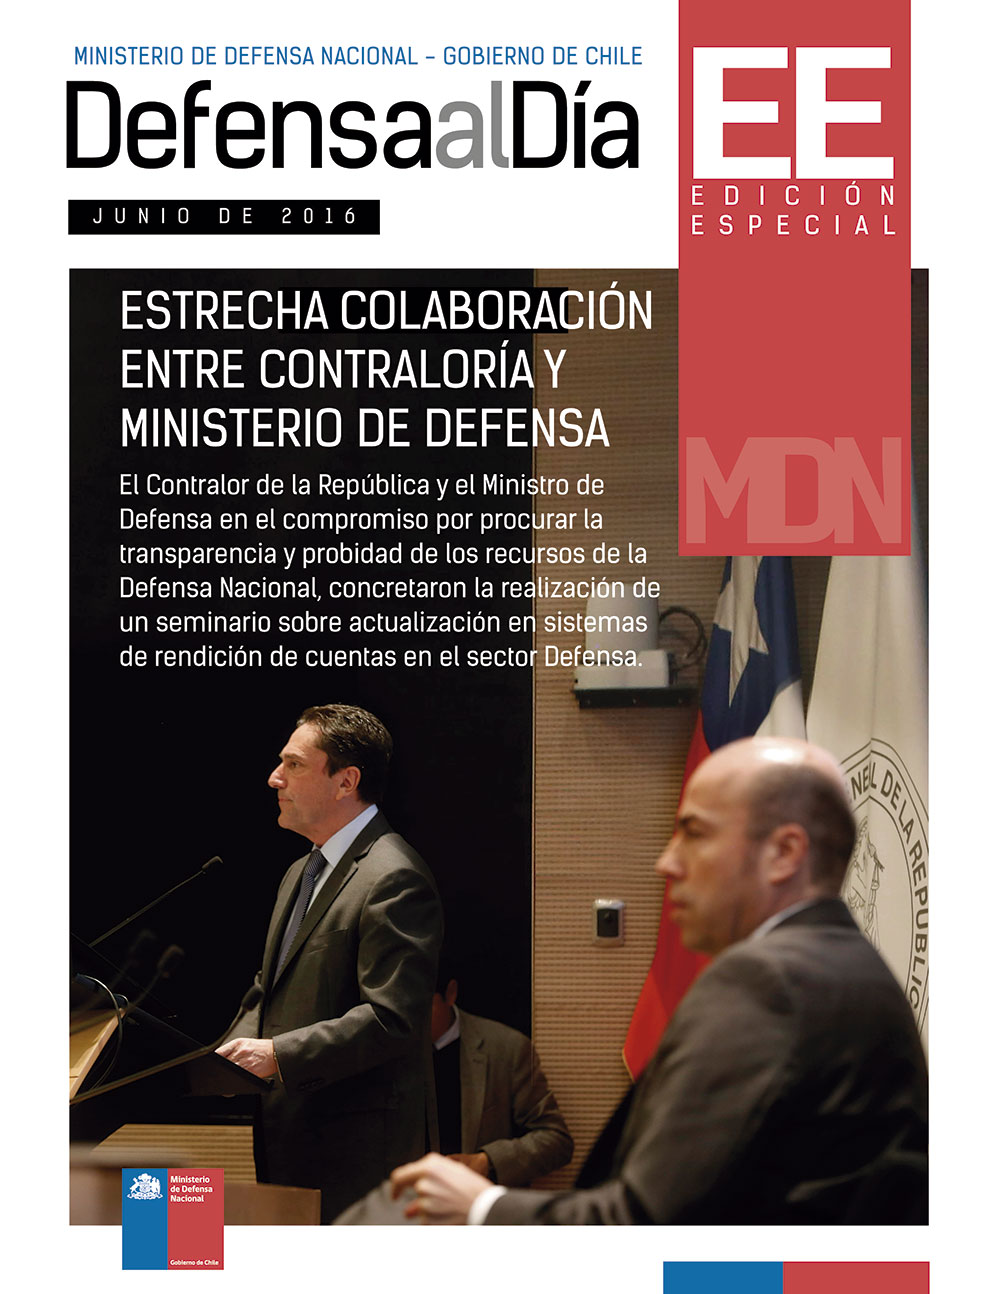 MINISTERIO DE DEFENSA NACIONAL – GOBIERNO DE CHILE
DefensaalDía
JUNIO DE 2016
EE
EDICIÓN
ESPECIAL
MDN
ESTRECHA COLABORACIÓN
ENTRE CONTRALORÍA Y
MINISTERIO DE DEFENSA
El Contralor de la República y el Ministro de
Defensa en el compromiso por procurar la
transparencia y probidad de los recursos de la
Defensa Nacional, concretaron la realización de
un seminario sobre actualización en sistemas
de rendición de cuentas en el sector Defensa.
DE LA REPUBLIC
Ministerio
de Defensa
Nacional
Gobierno de Chile